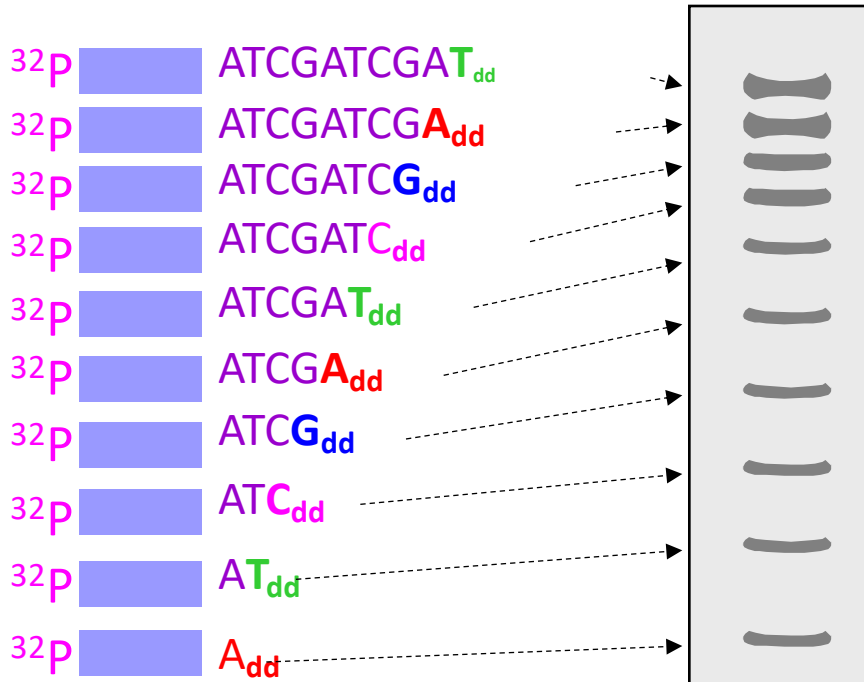 32P ATCGATCGATdd
32P ATCGATCGAdd
32P ATCGATCGdd
32P ATCGATCdd
32P ATCGATdd
32P ATCGAdd
32P ATCGdd
32P ATCdd
32P ATdd
32P Add